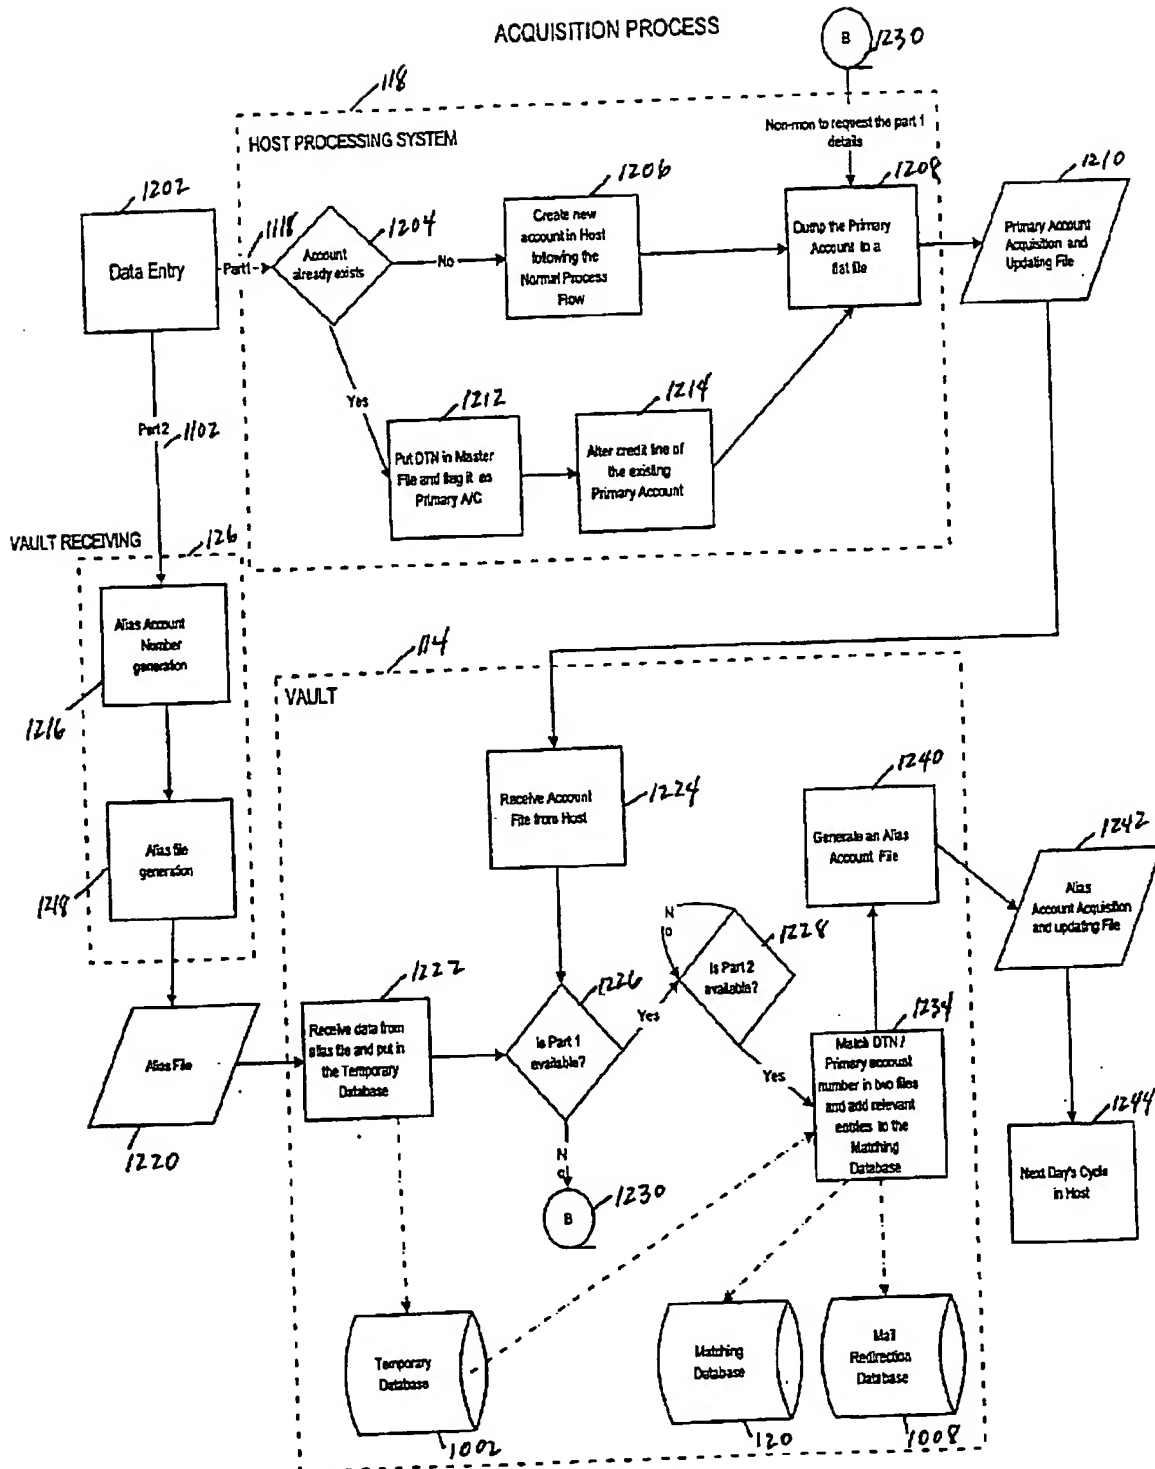 ACQUISITION PROCESS
B
1230
118
HOST PROCESSING SYSTEM
Non-mon to request the part 1
details
1202
Data Entry
Part1
1118
1204
Account
already exists
No
1206
Create new
account in Host
following the
Normal Process
Flow
1208
Dump the Primary
Account to a
flat file
1210
Primary Account
Acquisition and
Updating File
Yes
1212
Put DTN in Master
File and flag it as
Primary A/C
1214
Alter credit line of
the existing
Primary Account
Part2
1102
VAULT RECEIVING
126
Alias Account
Number
generation
1216
Alias file
generation
1218
Alias File
1220
114
VAULT
Receive Account
File from Host
1224
1240
Generate an Alias
Account File
1242
Alias
Account Acquisition
and updating File
1222
Receive data from
alias file and put in
the Temporary
Database
1226
Is Part 1
available?
Yes
N
o
1228
Is Part 2
available?
Yes
1234
Match DTN /
Primary account
number in two files
and add relevant
entries to the
Matching
Database
1244
Next Day's Cycle
in Host
N
o
B
1230
Temporary
Database
1002
Matching
Database
120
Mail
Redirection
Database
1008